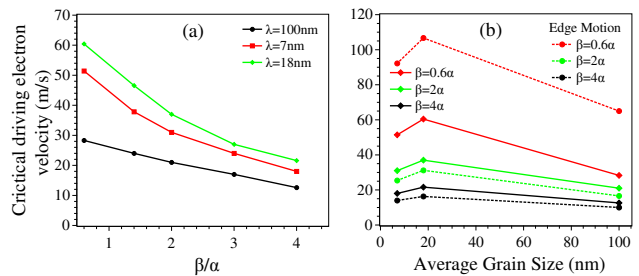 Crictical driving electron
velocity (m/s)
70
60
50
40
30
20
10
0
(a)
λ=100nm
λ=7nm
λ=18nm
1
2
3
4
β/α
120
100
80
60
40
20
0
(b)
Edge Motion
β=0.6α
β=2α
β=4α
β=0.6α
β=2α
β=4α
0
20
40
60
80
100
Average Grain Size (nm)